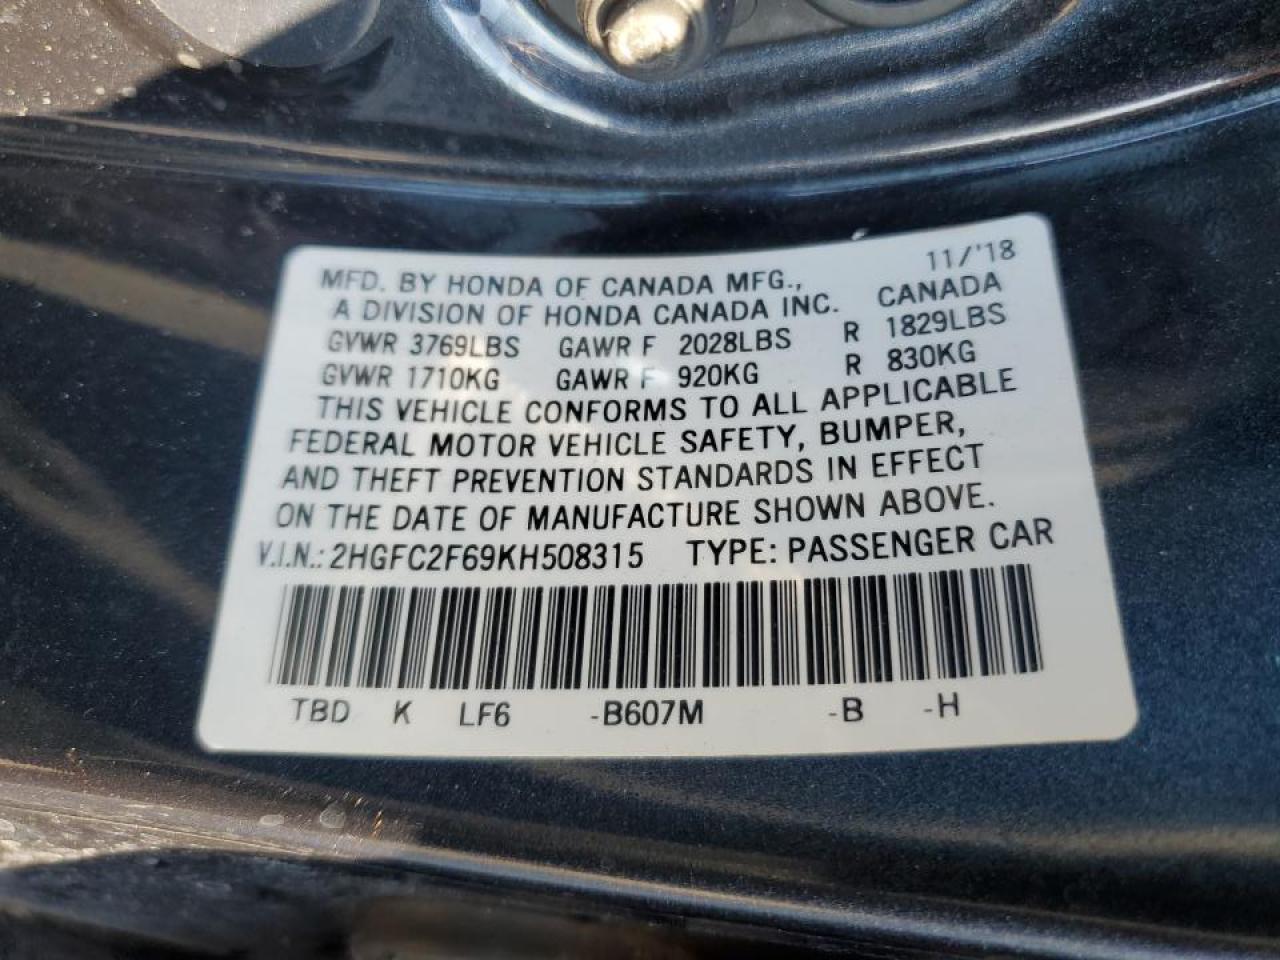 11/'18
MFD. BY HONDA OF CANADA MFG., CANADA
A DIVISION OF HONDA CANADA INC.
GVWR 3769LBS GAWR F 2028LBS R 1829LBS
GVWR 1710KG GAWR F 920KG R 830KG
THIS VEHICLE CONFORMS TO ALL APPLICABLE
FEDERAL MOTOR VEHICLE SAFETY, BUMPER,
AND THEFT PREVENTION STANDARDS IN EFFECT
ON THE DATE OF MANUFACTURE SHOWN ABOVE.
V.I.N.: 2HGFC2F69KH508315 TYPE: PASSENGER CAR
TBD K LF6 -B607M -B -H